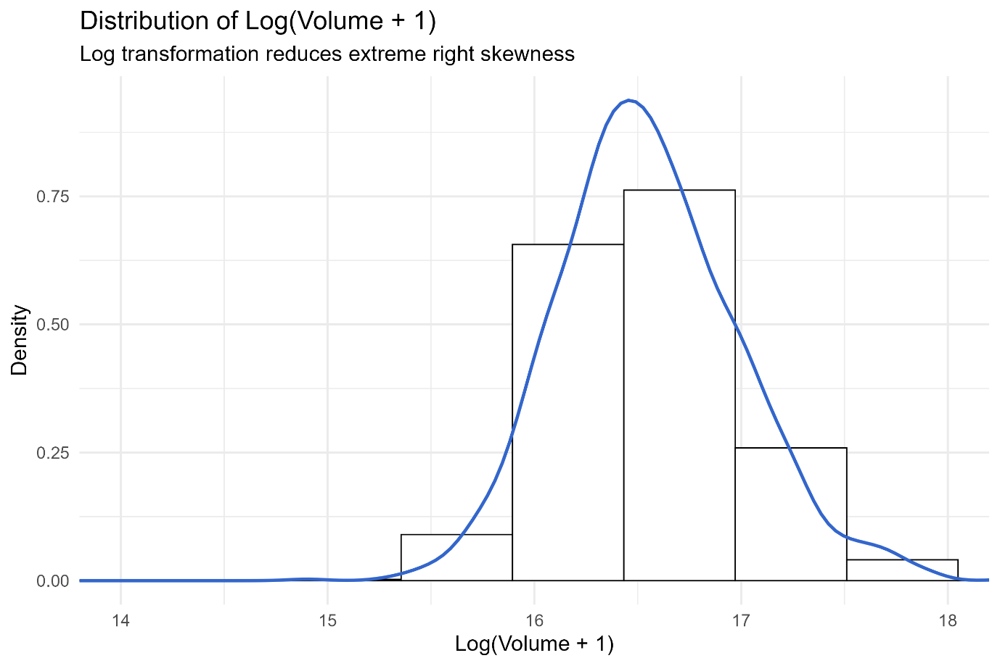 Distribution of Log(Volume + 1)
Log transformation reduces extreme right skewness
Density
0.75
0.50
0.25
0.00
14 15 16 17 18
Log(Volume + 1)